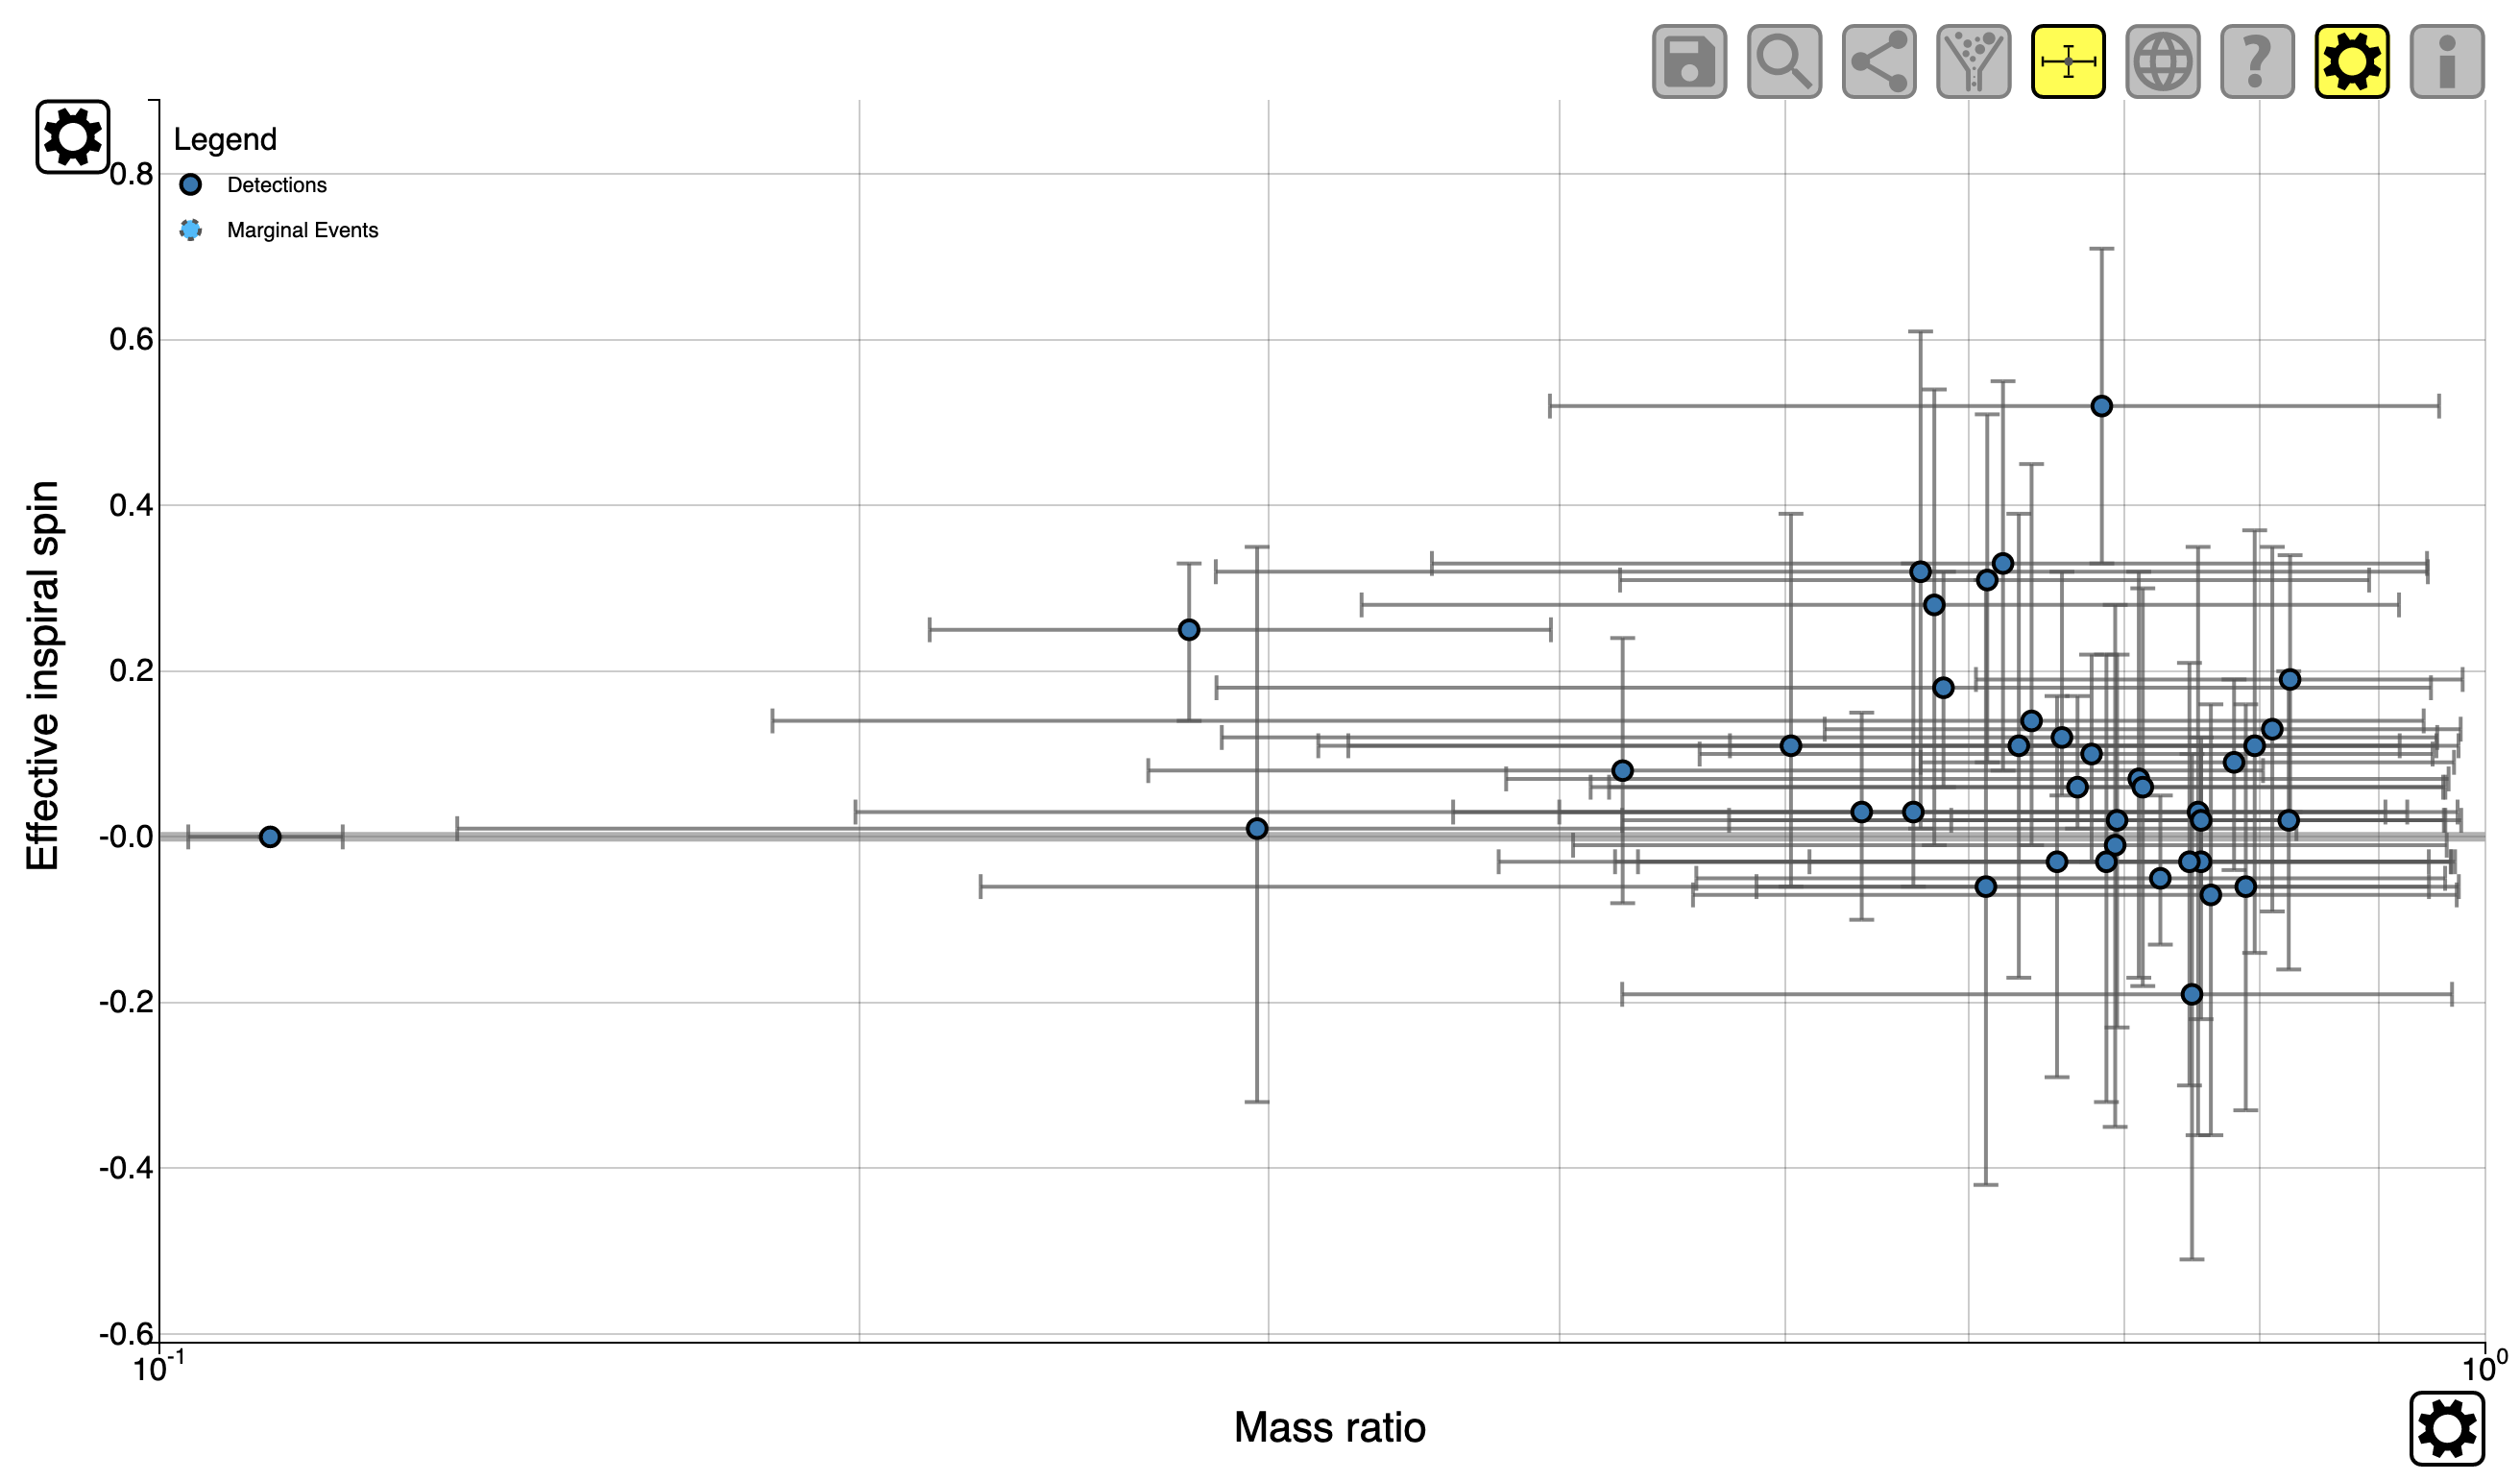 Legend
Detections
Marginal Events
0.8
0.6
0.4
0.2
-0.0
-0.2
-0.4
-0.6
Effective inspiral spin
10-1
100
Mass ratio
?
i